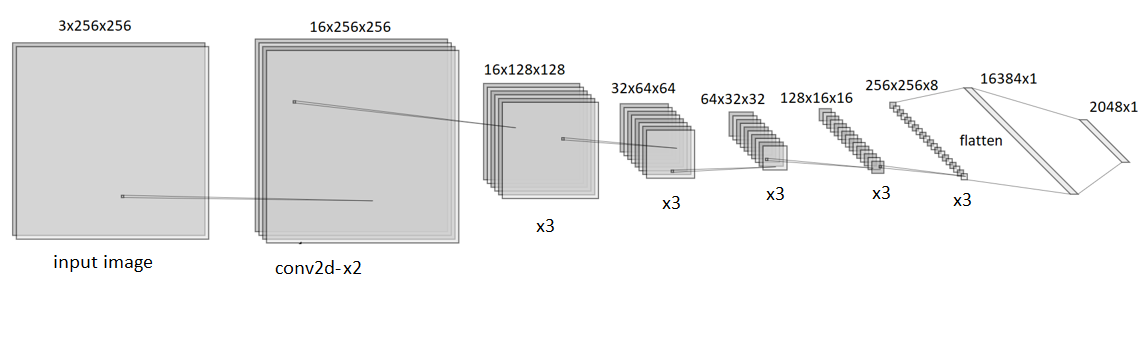 3x256x256
16x256x256
16x128x128
32x64x64
64x32x32
128x16x16
256x256x8
16384x1
2048x1
flatten
input image
conv2d-x2
x3
x3
x3
x3
x3